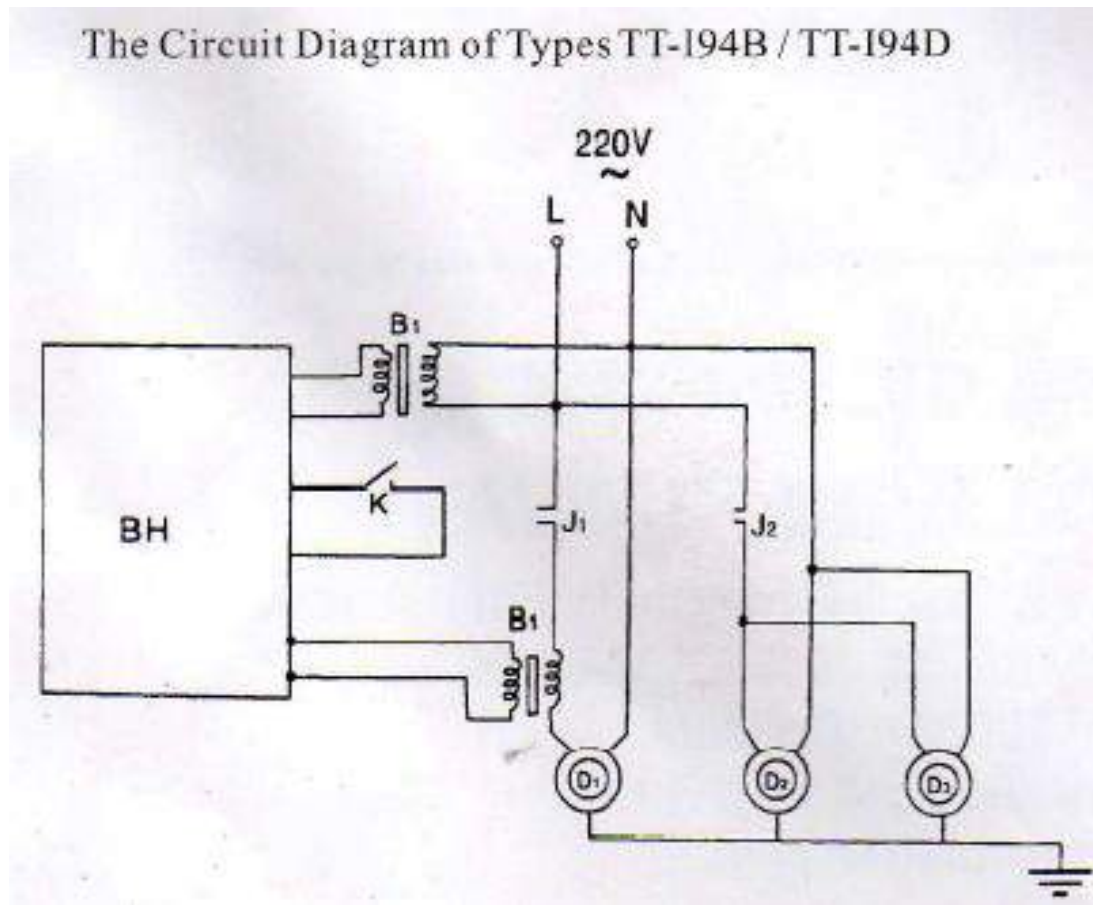 The Circuit Diagram of Types TT-I94B / TT-I94D
220V
~
L N
B1
K
BH
J1 J2
B1
D1 D2 D3